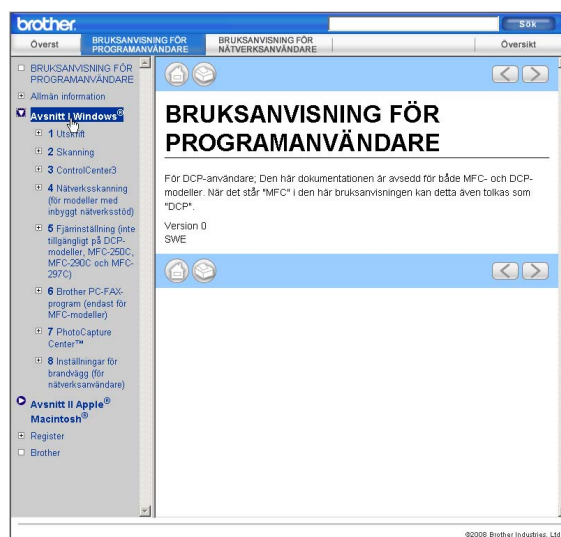 brother.
Sök
Överst
BRUKSANVISNING FÖR
PROGRAMANVÄNDARE
BRUKSANVISNING FÖR
NÄTVERKSANVÄNDARE
Översikt
BRUKSANVISNING FÖR
PROGRAMANVÄNDARE
Allmän information
Avsnitt I Windows®
1 Utskrift
2 Skanning
3 ControlCenter3
4 Nätverksskanning
(för modeller med
inbyggt nätverksstöd)
5 Fjärrinställning (inte
tillgängligt på DCP-
modeller, MFC-250C,
MFC-290C och MFC-
297C)
6 Brother PC-FAX-
program (endast för
MFC-modeller)
7 PhotoCapture
Center™
8 Inställningar för
brandvägg (för
nätverksanvändare)
Avsnitt II Apple®
Macintosh®
Register
Brother
BRUKSANVISNING FÖR
PROGRAMANVÄNDARE
För DCP-användare; Den här dokumentationen är avsedd för både MFC- och DCP-
modeller. När det står "MFC" i den här bruksanvisningen kan detta även tolkas som
"DCP".
Version 0
SWE
©2008 Brother Industries, Ltd